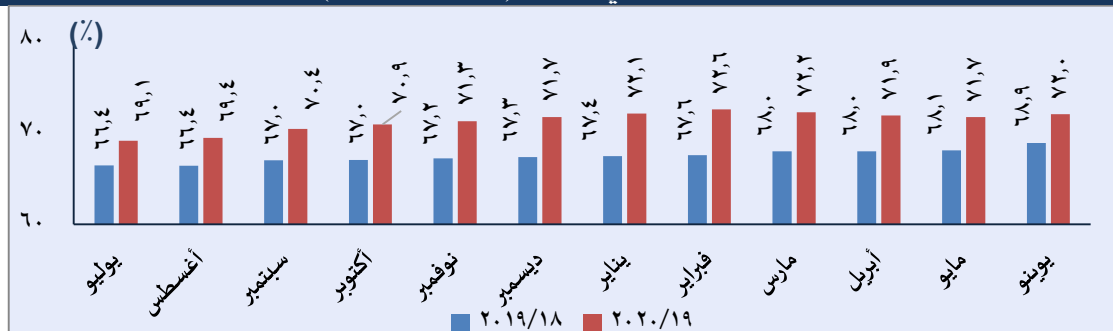 (٪)
٨٠
٧٠
٦٠
٦٦,٤ ٦٩,١ ٦٦,٤ ٦٩,٤ ٦٧,٠ ٧٠,٤ ٦٧,٠ ٧٠,٩ ٦٧,٢ ٧١,٣ ٦٧,٣ ٧١,٧ ٦٧,٤ ٧٢,١ ٦٧,٦ ٧٢,٦ ٦٨,٠ ٧٢,٢ ٦٨,٠ ٧١,٩ ٦٨,١ ٧١,٧ ٦٨,٩ ٧٢,٠
يوليو أغسطس سبتمبر أكتوبر نوفمبر ديسمبر يناير فبراير مارس أبريل مايو يوينو
٢٠١٩/١٨ ٢٠٢٠/١٩